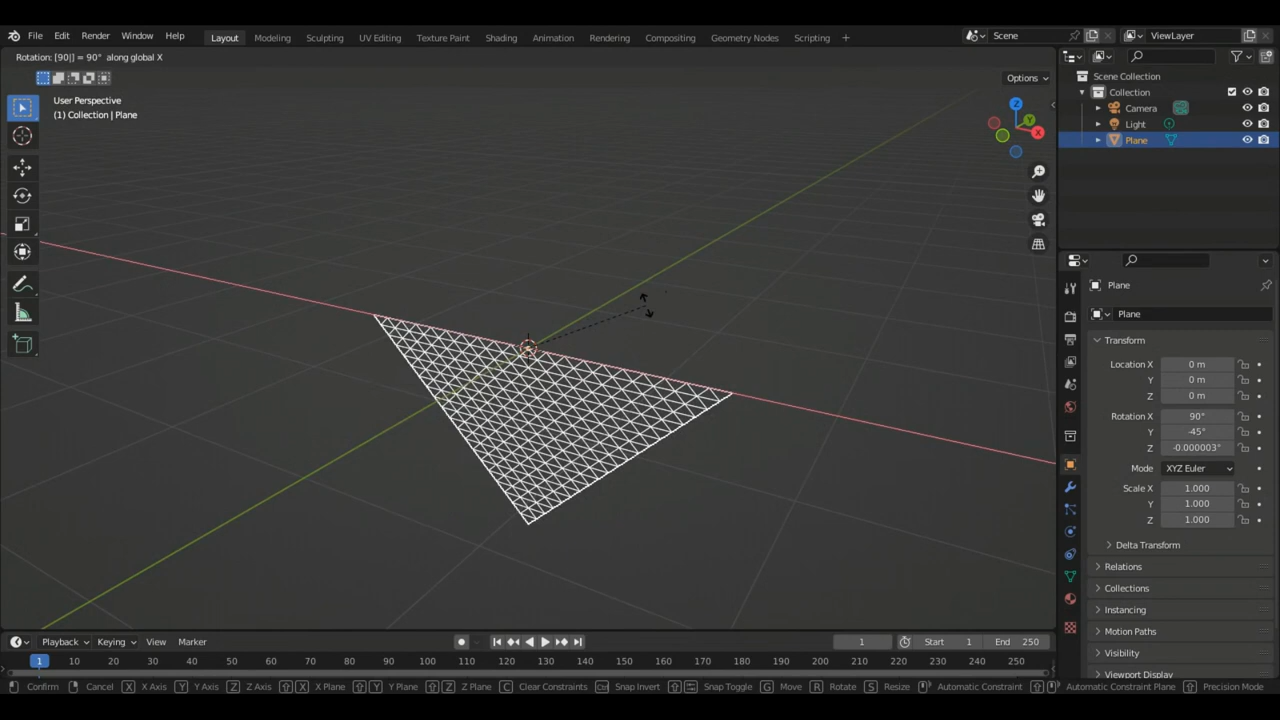 File Edit Render Window Help Layout Modeling Sculpting UV Editing Texture Paint Shading Animation Rendering Compositing Geometry Nodes Scripting + Scene ViewLayer
Rotation: [90|] = 90° along global X
Options
User Perspective
(1) Collection | Plane
Z
Y
X
Scene Collection
Collection
Camera
Light
Plane
Plane
Plane
Transform
Location X 0 m
Y 0 m
Z 0 m
Rotation X 90°
Y -45°
Z -0.000003°
Mode XYZ Euler
Scale X 1.000
Y 1.000
Z 1.000
Delta Transform
Relations
Collections
Instancing
Motion Paths
Visibility
Viewport Display
Playback Keying View Marker 1 Start 1 End 250
1 10 20 30 40 50 60 70 80 90 100 110 120 130 140 150 160 170 180 190 200 210 220 230 240 250
Confirm Cancel X X Axis Y Y Axis Z Z Axis X X Plane Y Y Plane Z Z Plane C Clear Constraints Ctrl Snap Invert Snap Toggle G Move R Rotate S Resize Automatic Constraint Automatic Constraint Plane Precision Mode